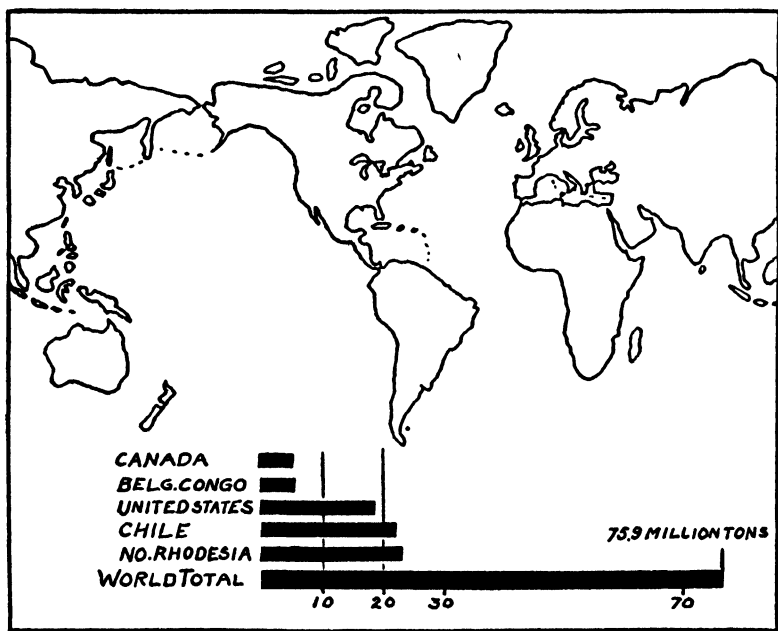 CANADA
BELG. CONGO
UNITED STATES
CHILE
NO. RHODESIA
75.9 MILLION TONS
WORLD TOTAL
10 20 30 70